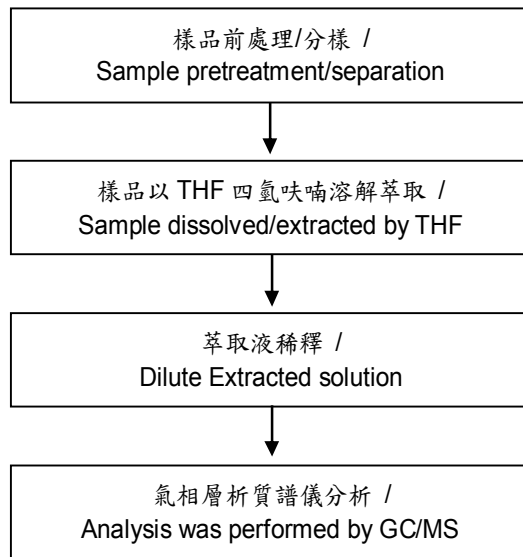 樣品前處理/分樣 /
Sample pretreatment/separation
樣品以 THF 四氫呋喃溶解萃取 /
Sample dissolved/extracted by THF
萃取液稀釋 /
Dilute Extracted solution
氣相層析質譜儀分析 /
Analysis was performed by GC/MS